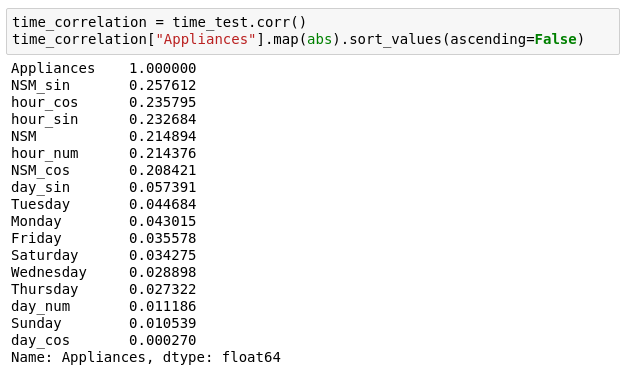 time_correlation = time_test.corr()
time_correlation["Appliances"].map(abs).sort_values(ascending=False)
Appliances    1.000000
NSM_sin       0.257612
hour_cos      0.235795
hour_sin      0.232684
NSM           0.214894
hour_num      0.214376
NSM_cos       0.208421
day_sin       0.057391
Tuesday       0.044684
Monday        0.043015
Friday        0.035578
Saturday      0.034275
Wednesday     0.028898
Thursday      0.027322
day_num       0.011186
Sunday        0.010539
day_cos       0.000270
Name: Appliances, dtype: float64